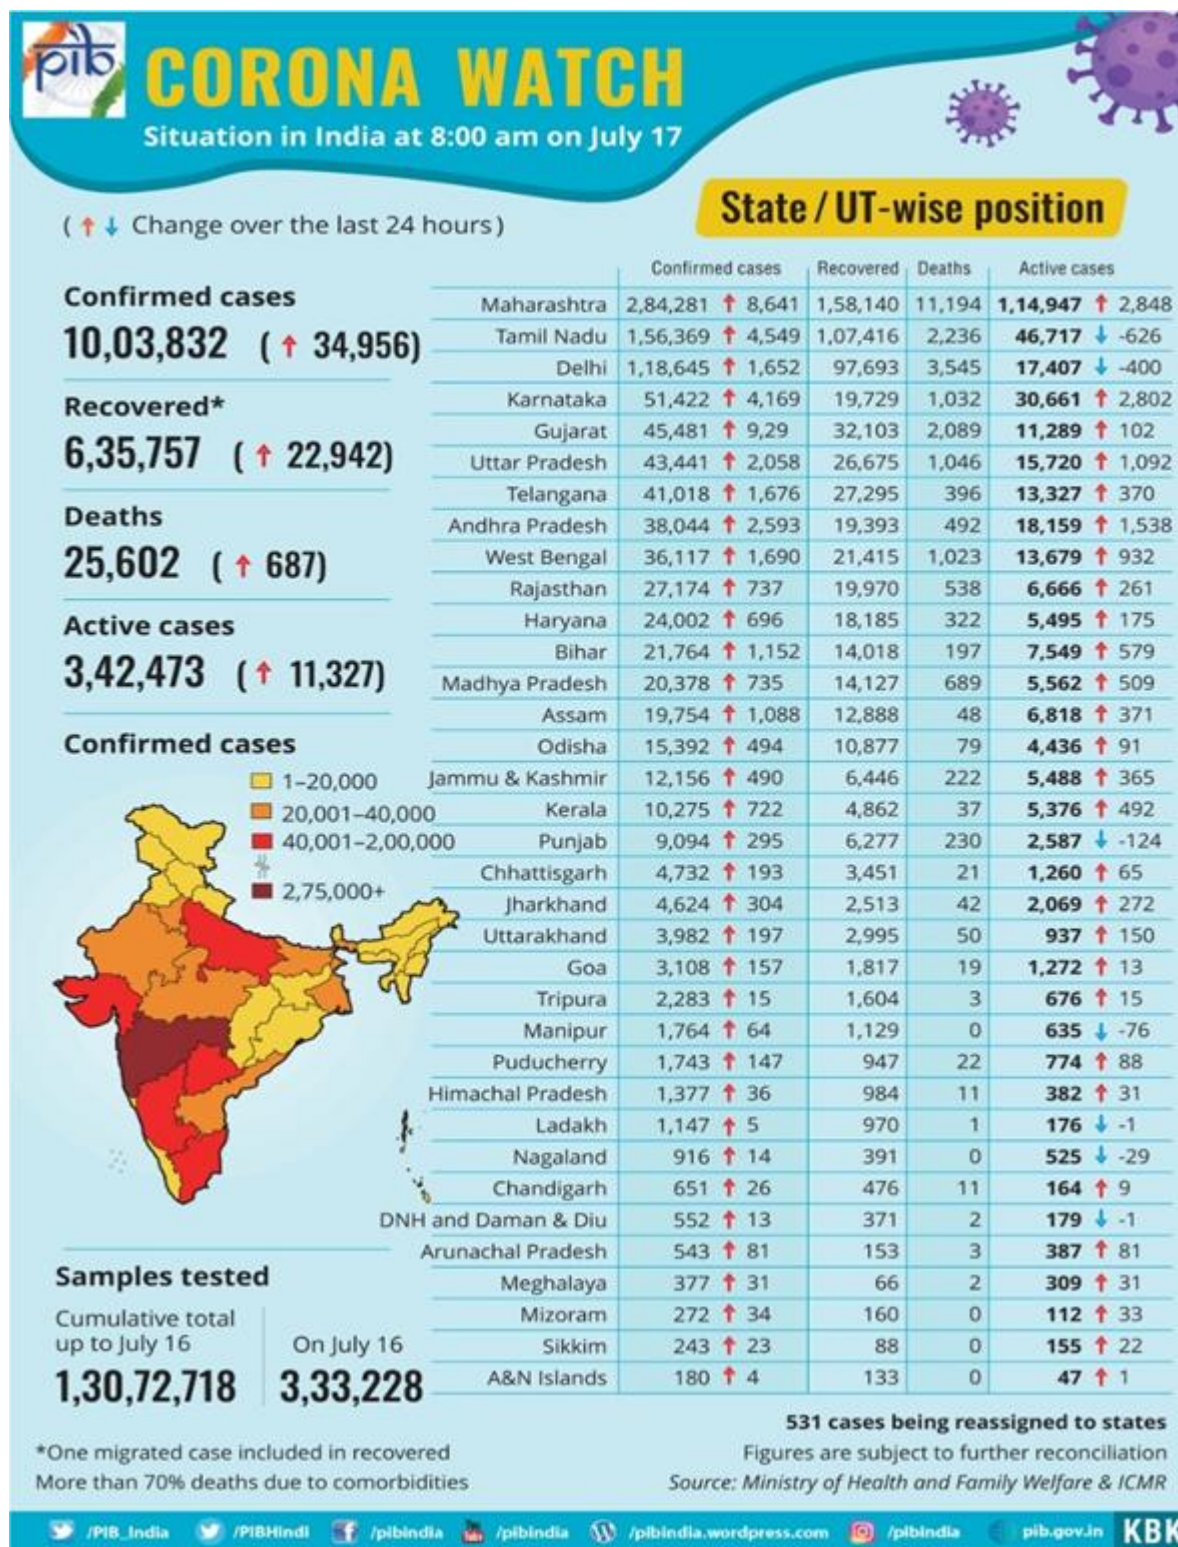 pib
CORONA WATCH
Situation in India at 8:00 am on July 17
( ↑ ↓ Change over the last 24 hours )
Confirmed cases
10,03,832 ( ↑ 34,956)
Recovered*
6,35,757 ( ↑ 22,942)
Deaths
25,602 ( ↑ 687)
Active cases
3,42,473 ( ↑ 11,327)
Confirmed cases
1–20,000
20,001–40,000
40,001–2,00,000
2,75,000+
State / UT-wise position
Confirmed cases Recovered Deaths Active cases
Maharashtra 2,84,281 ↑ 8,641 1,58,140 11,194 1,14,947 ↑ 2,848
Tamil Nadu 1,56,369 ↑ 4,549 1,07,416 2,236 46,717 ↓ -626
Delhi 1,18,645 ↑ 1,652 97,693 3,545 17,407 ↓ -400
Karnataka 51,422 ↑ 4,169 19,729 1,032 30,661 ↑ 2,802
Gujarat 45,481 ↑ 9,29 32,103 2,089 11,289 ↑ 102
Uttar Pradesh 43,441 ↑ 2,058 26,675 1,046 15,720 ↑ 1,092
Telangana 41,018 ↑ 1,676 27,295 396 13,327 ↑ 370
Andhra Pradesh 38,044 ↑ 2,593 19,393 492 18,159 ↑ 1,538
West Bengal 36,117 ↑ 1,690 21,415 1,023 13,679 ↑ 932
Rajasthan 27,174 ↑ 737 19,970 538 6,666 ↑ 261
Haryana 24,002 ↑ 696 18,185 322 5,495 ↑ 175
Bihar 21,764 ↑ 1,152 14,018 197 7,549 ↑ 579
Madhya Pradesh 20,378 ↑ 735 14,127 689 5,562 ↑ 509
Assam 19,754 ↑ 1,088 12,888 48 6,818 ↑ 371
Odisha 15,392 ↑ 494 10,877 79 4,436 ↑ 91
Jammu & Kashmir 12,156 ↑ 490 6,446 222 5,488 ↑ 365
Kerala 10,275 ↑ 722 4,862 37 5,376 ↑ 492
Punjab 9,094 ↑ 295 6,277 230 2,587 ↓ -124
Chhattisgarh 4,732 ↑ 193 3,451 21 1,260 ↑ 65
Jharkhand 4,624 ↑ 304 2,513 42 2,069 ↑ 272
Uttarakhand 3,982 ↑ 197 2,995 50 937 ↑ 150
Goa 3,108 ↑ 157 1,817 19 1,272 ↑ 13
Tripura 2,283 ↑ 15 1,604 3 676 ↑ 15
Manipur 1,764 ↑ 64 1,129 0 635 ↓ -76
Puducherry 1,743 ↑ 147 947 22 774 ↑ 88
Himachal Pradesh 1,377 ↑ 36 984 11 382 ↑ 31
Ladakh 1,147 ↑ 5 970 1 176 ↓ -1
Nagaland 916 ↑ 14 391 0 525 ↓ -29
Chandigarh 651 ↑ 26 476 11 164 ↑ 9
DNH and Daman & Diu 552 ↑ 13 371 2 179 ↓ -1
Arunachal Pradesh 543 ↑ 81 153 3 387 ↑ 81
Meghalaya 377 ↑ 31 66 2 309 ↑ 31
Mizoram 272 ↑ 34 160 0 112 ↑ 33
Sikkim 243 ↑ 23 88 0 155 ↑ 22
A&N Islands 180 ↑ 4 133 0 47 ↑ 1
Samples tested
Cumulative total
up to July 16
1,30,72,718
On July 16
3,33,228
*One migrated case included in recovered
More than 70% deaths due to comorbidities
531 cases being reassigned to states
Figures are subject to further reconciliation
Source: Ministry of Health and Family Welfare & ICMR
/PIB_India /PIBHindi /pibindia /pibindia /pibindia.wordpress.com /pibindia pib.gov.in KBK